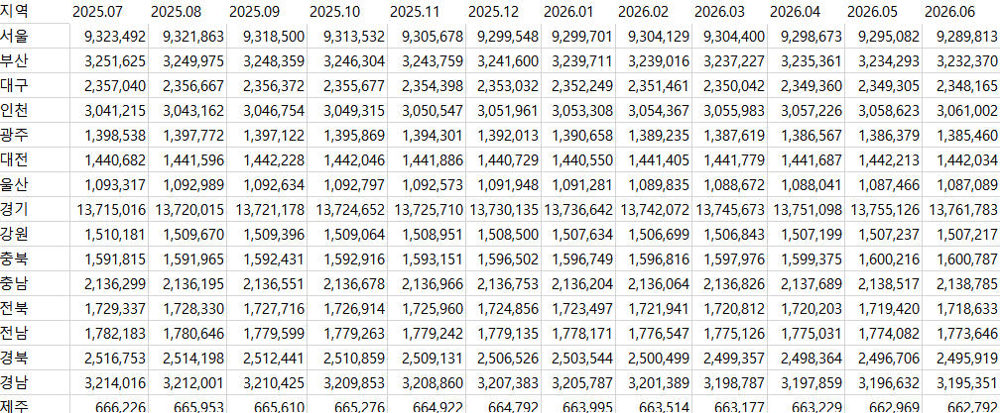 지역 2025.07 2025.08 2025.09 2025.10 2025.11 2025.12 2026.01 2026.02 2026.03 2026.04 2026.05 2026.06
서울 9,323,492 9,321,863 9,318,500 9,313,532 9,305,678 9,299,548 9,299,701 9,304,129 9,304,400 9,298,673 9,295,082 9,289,813
부산 3,251,625 3,249,975 3,248,359 3,246,304 3,243,759 3,241,600 3,239,711 3,239,016 3,237,227 3,235,361 3,234,293 3,232,370
대구 2,357,040 2,356,667 2,356,372 2,355,677 2,354,398 2,353,032 2,352,249 2,351,461 2,350,042 2,349,360 2,349,305 2,348,165
인천 3,041,215 3,043,162 3,046,754 3,049,315 3,050,547 3,051,961 3,053,308 3,054,367 3,055,983 3,057,226 3,058,623 3,061,002
광주 1,398,538 1,397,772 1,397,122 1,395,869 1,394,301 1,392,013 1,390,658 1,389,235 1,387,619 1,386,567 1,386,379 1,385,460
대전 1,440,682 1,441,596 1,442,228 1,442,046 1,441,886 1,440,729 1,440,550 1,441,405 1,441,779 1,441,687 1,442,213 1,442,034
울산 1,093,317 1,092,989 1,092,634 1,092,797 1,092,573 1,091,948 1,091,281 1,089,835 1,088,672 1,088,041 1,087,466 1,087,089
경기 13,715,016 13,720,015 13,721,178 13,724,652 13,725,710 13,730,135 13,736,642 13,742,072 13,745,673 13,751,098 13,755,126 13,761,783
강원 1,510,181 1,509,670 1,509,396 1,509,064 1,508,951 1,508,500 1,507,634 1,506,699 1,506,843 1,507,199 1,507,237 1,507,217
충북 1,591,815 1,591,965 1,592,431 1,592,916 1,593,151 1,596,502 1,596,749 1,596,816 1,597,976 1,599,375 1,600,216 1,600,787
충남 2,136,299 2,136,195 2,136,551 2,136,678 2,136,966 2,136,753 2,136,204 2,136,064 2,136,826 2,137,689 2,138,517 2,138,785
전북 1,729,337 1,728,330 1,727,716 1,726,914 1,725,960 1,724,856 1,723,497 1,721,941 1,720,812 1,720,203 1,719,420 1,718,633
전남 1,782,183 1,780,646 1,779,599 1,779,263 1,779,242 1,779,135 1,778,171 1,776,547 1,775,126 1,775,031 1,774,082 1,773,646
경북 2,516,753 2,514,198 2,512,441 2,510,859 2,509,131 2,506,526 2,503,544 2,500,499 2,499,357 2,498,364 2,496,706 2,495,919
경남 3,214,016 3,212,001 3,210,425 3,209,853 3,208,860 3,207,383 3,205,787 3,201,389 3,198,787 3,197,859 3,196,632 3,195,351
제주 666,226 665,953 665,610 665,276 664,922 664,792 663,995 663,514 663,177 663,229 662,969 662,792